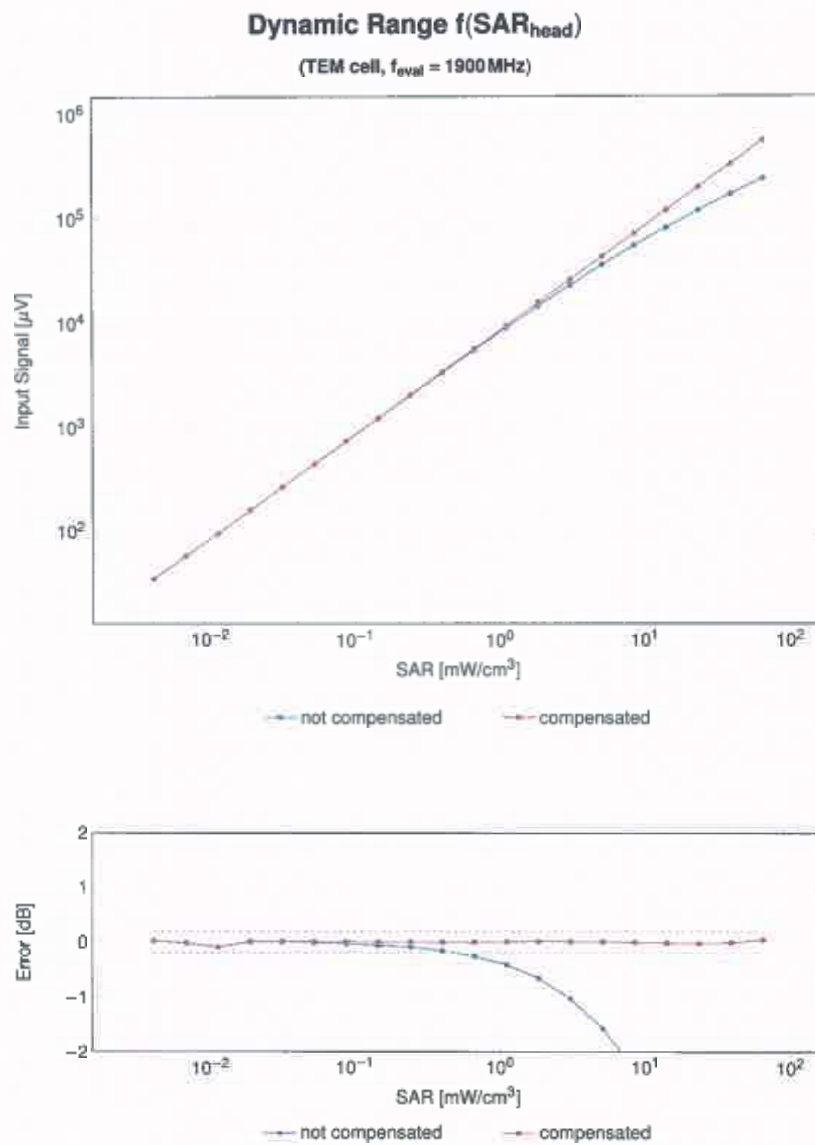 Dynamic Range f(SARhead)
(TEM cell, feval = 1900 MHz)
Input Signal [µV]
10⁶
10⁵
10⁴
10³
10²
10⁻² 10⁻¹ 10⁰ 10¹ 10²
SAR [mW/cm³]
not compensated compensated
Error [dB]
2
1
0
−1
−2
10⁻² 10⁻¹ 10⁰ 10¹ 10²
SAR [mW/cm³]
not compensated compensated